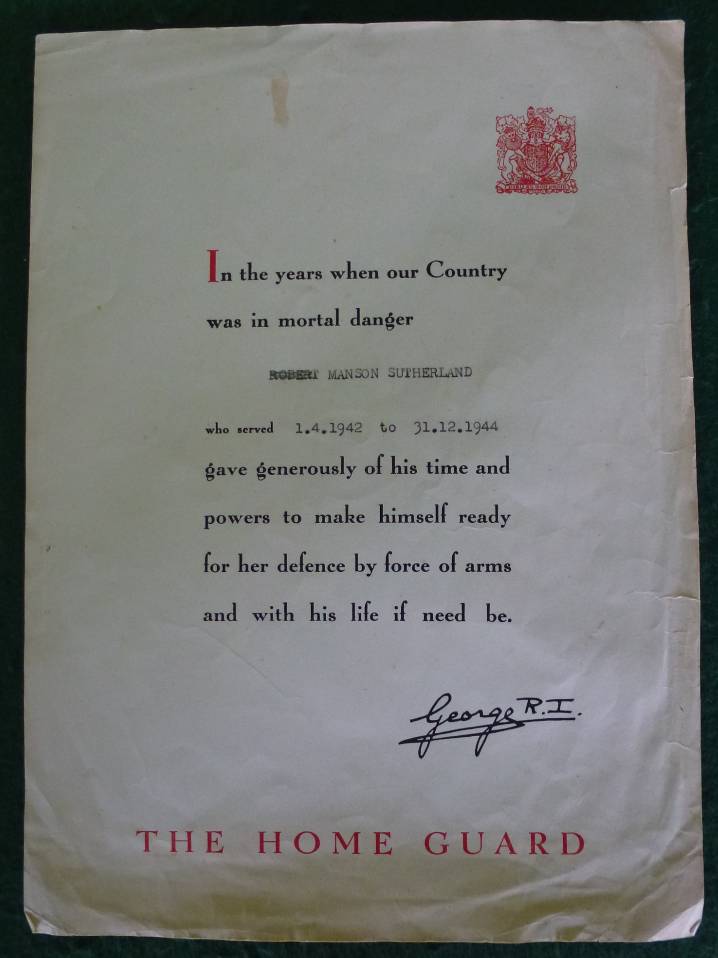 In the years when our Country
was in mortal danger
ROBERT MANSON SUTHERLAND
who served 1.4.1942 to 31.12.1944
gave generously of his time and
powers to make himself ready
for her defence by force of arms
and with his life if need be.
George R.I.
THE HOME GUARD